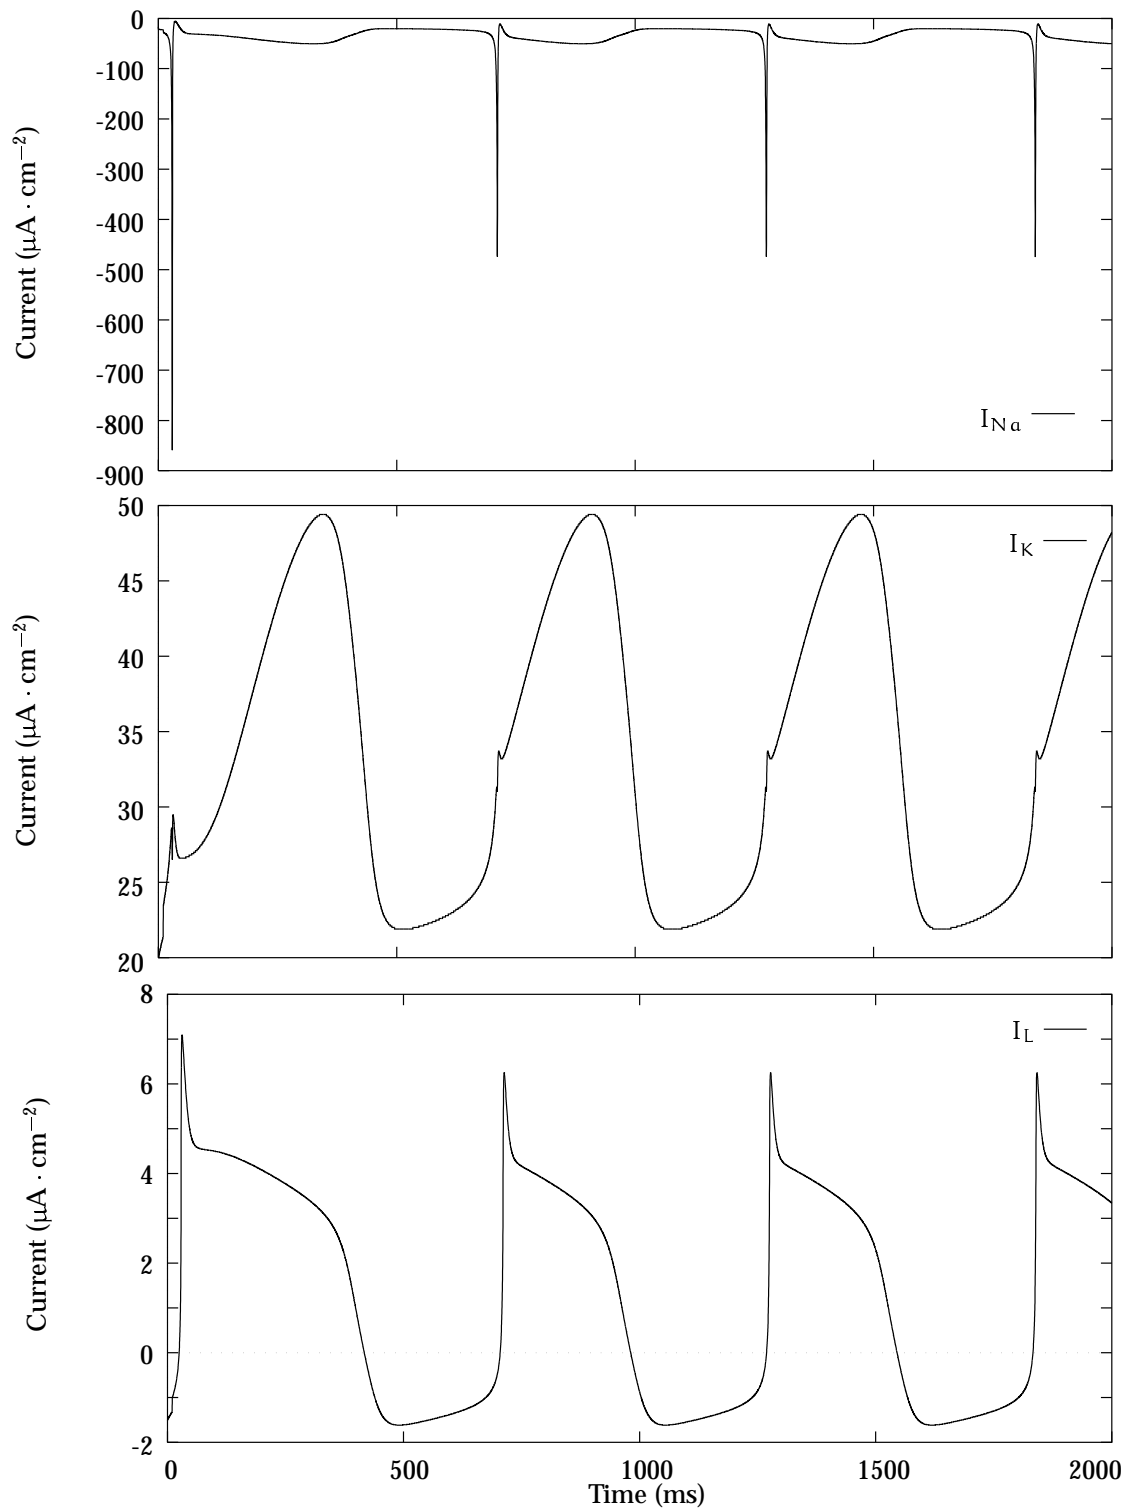 0
-100
-200
-300
-400
-500
-600
-700
-800
-900
Current (μA · cm⁻²)
I_Na
50
45
40
35
30
25
20
Current (μA · cm⁻²)
I_K
8
6
4
2
0
-2
Current (μA · cm⁻²)
I_L
0 500 1000 1500 2000
Time (ms)